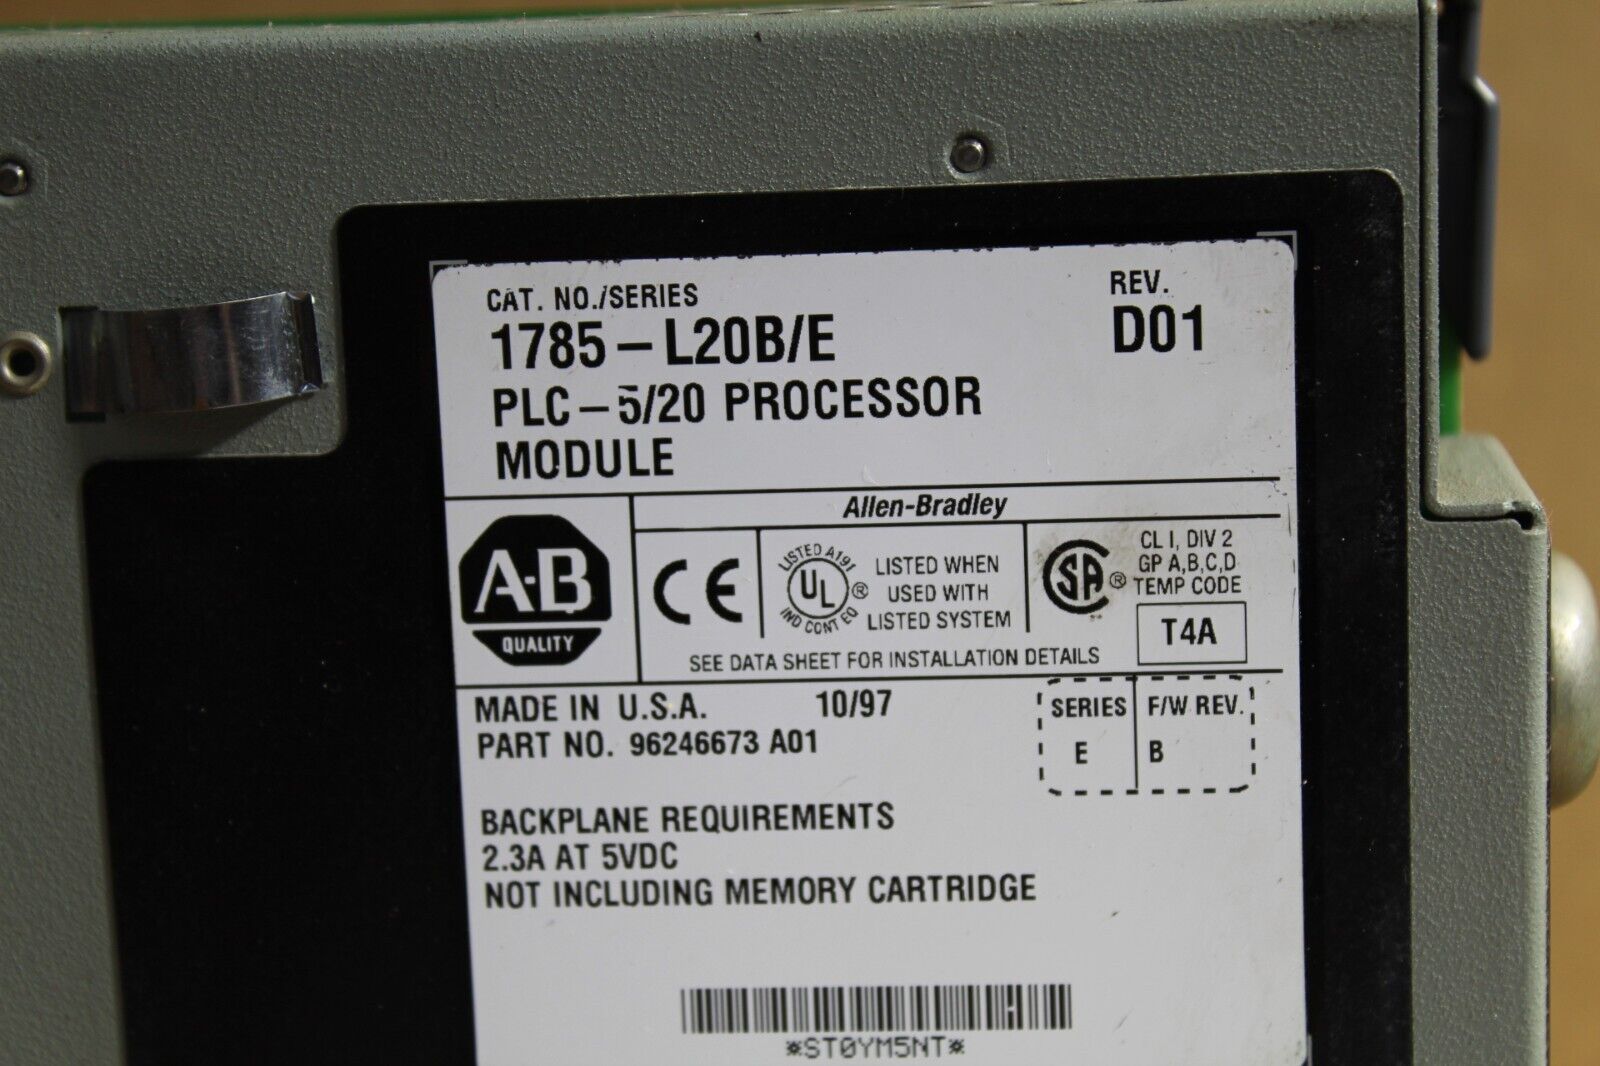 CAT. NO./SERIES
REV.
1785-L20B/E
D01
PLC-5/20 PROCESSOR
MODULE
Allen-Bradley
A-B
QUALITY
CE
LISTED A191
UL
IND CONT EQ
®
LISTED WHEN
USED WITH
LISTED SYSTEM
SA ®
CL I, DIV 2
GP A,B,C,D
TEMP CODE
T4A
SEE DATA SHEET FOR INSTALLATION DETAILS
MADE IN U.S.A. 10/97
PART NO. 96246673 A01
SERIES F/W REV.
E B
BACKPLANE REQUIREMENTS
2.3A AT 5VDC
NOT INCLUDING MEMORY CARTRIDGE
*ST0YM5NT*